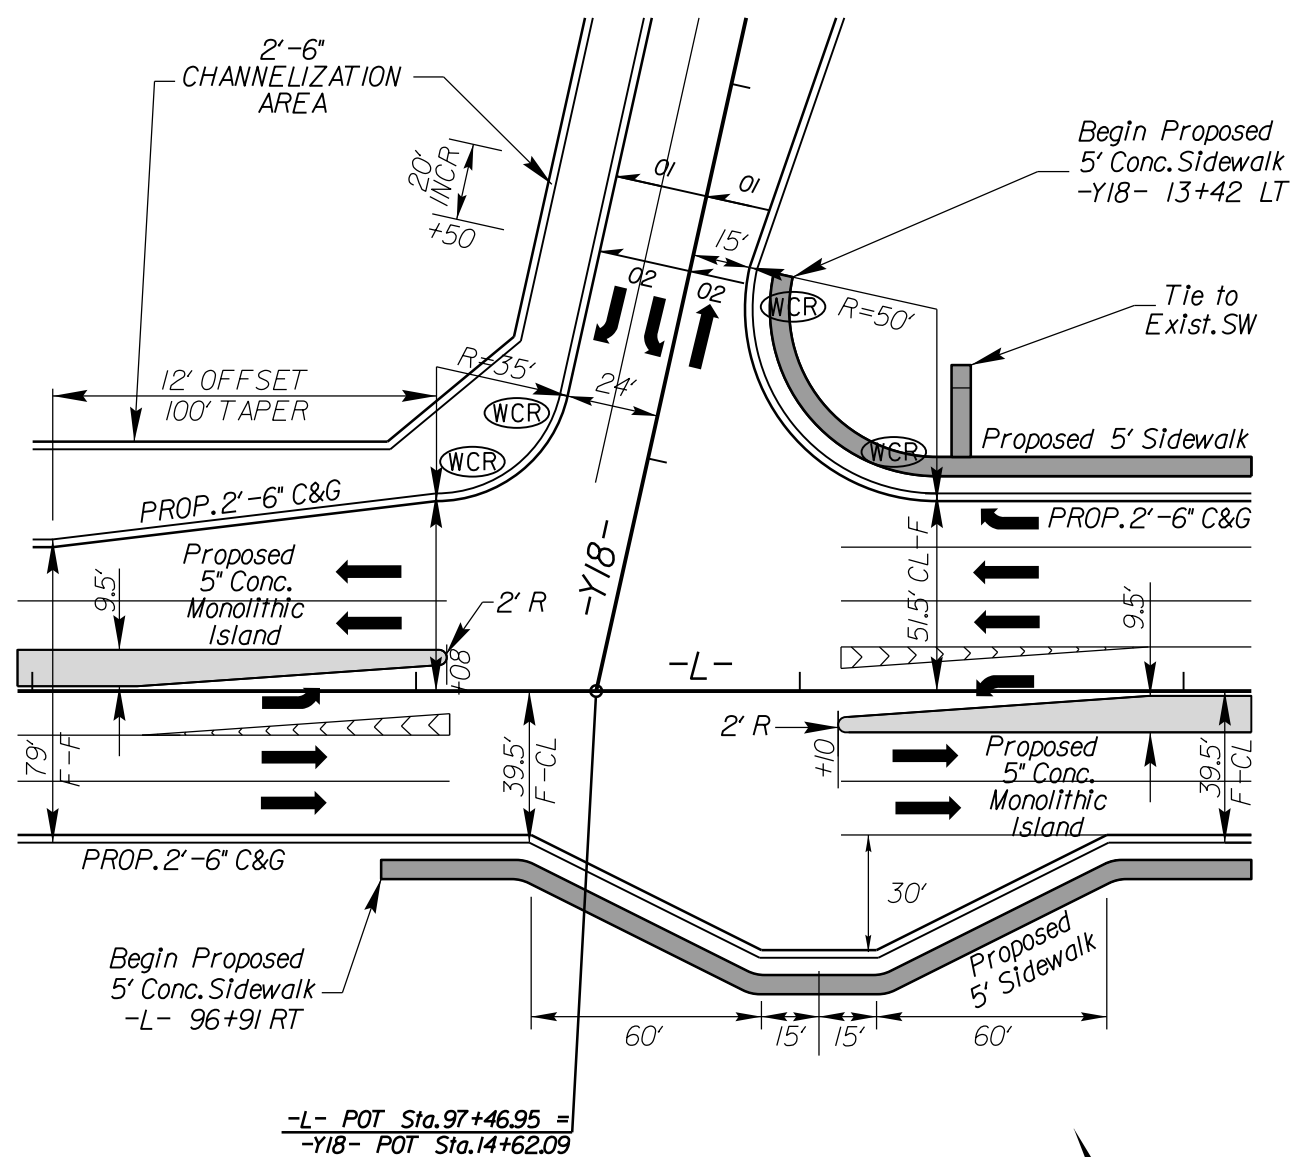 2'-6"
CHANNELIZATION
AREA
20'
INCR
+50
Begin Proposed
5' Conc. Sidewalk
-Y18- 13+42 LT
01
01
15'
02
02
WCR
R=50'
Tie to
Exist. SW
12' OFFSET
100' TAPER
R=35'
24'
WCR
WCR
WCR
Proposed 5' Sidewalk
PROP. 2'-6" C&G
PROP. 2'-6" C&G
Proposed
5" Conc.
Monolithic
Island
9.5'
2' R
+08
-Y18-
-L-
51.5' CL-F
9.5'
79'
F-F
39.5'
F-CL
2' R
+10
Proposed
5" Conc.
Monolithic
Island
39.5'
F-CL
PROP. 2'-6" C&G
30'
Begin Proposed
5' Conc. Sidewalk
-L- 96+91 RT
Proposed
5' Sidewalk
60'
15'
15'
60'
-L- POT Sta. 97+46.95 =
-Y18- POT Sta. 14+62.09